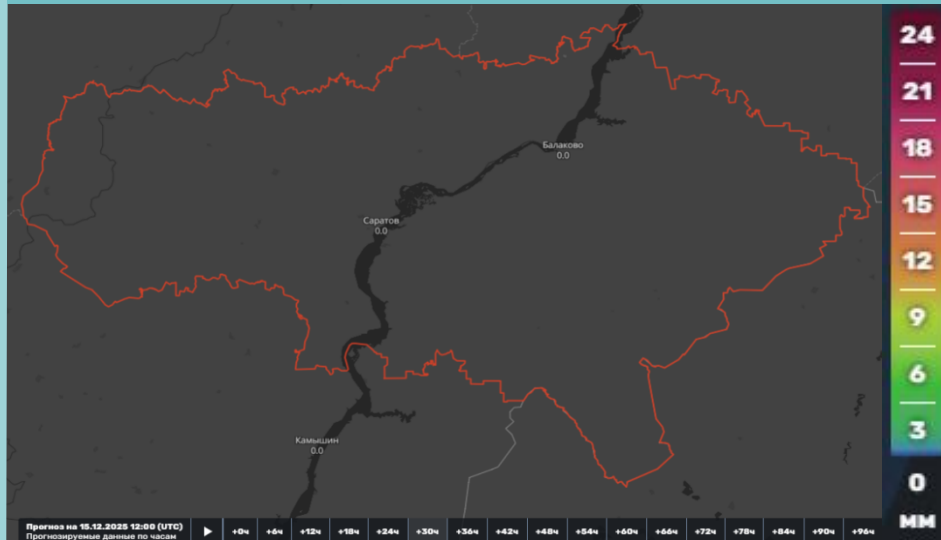 24
21
18
15
12
9
6
3
0
мм
Балаково
0.0
Саратов
0.0
Камышин
0.0
Прогноз на 15.12.2025 12:00 (UTC)
Прогнозируемые данные по часам
+0ч +6ч +12ч +18ч +24ч +30ч +36ч +42ч +48ч +54ч +60ч +66ч +72ч +78ч +84ч +90ч +96ч